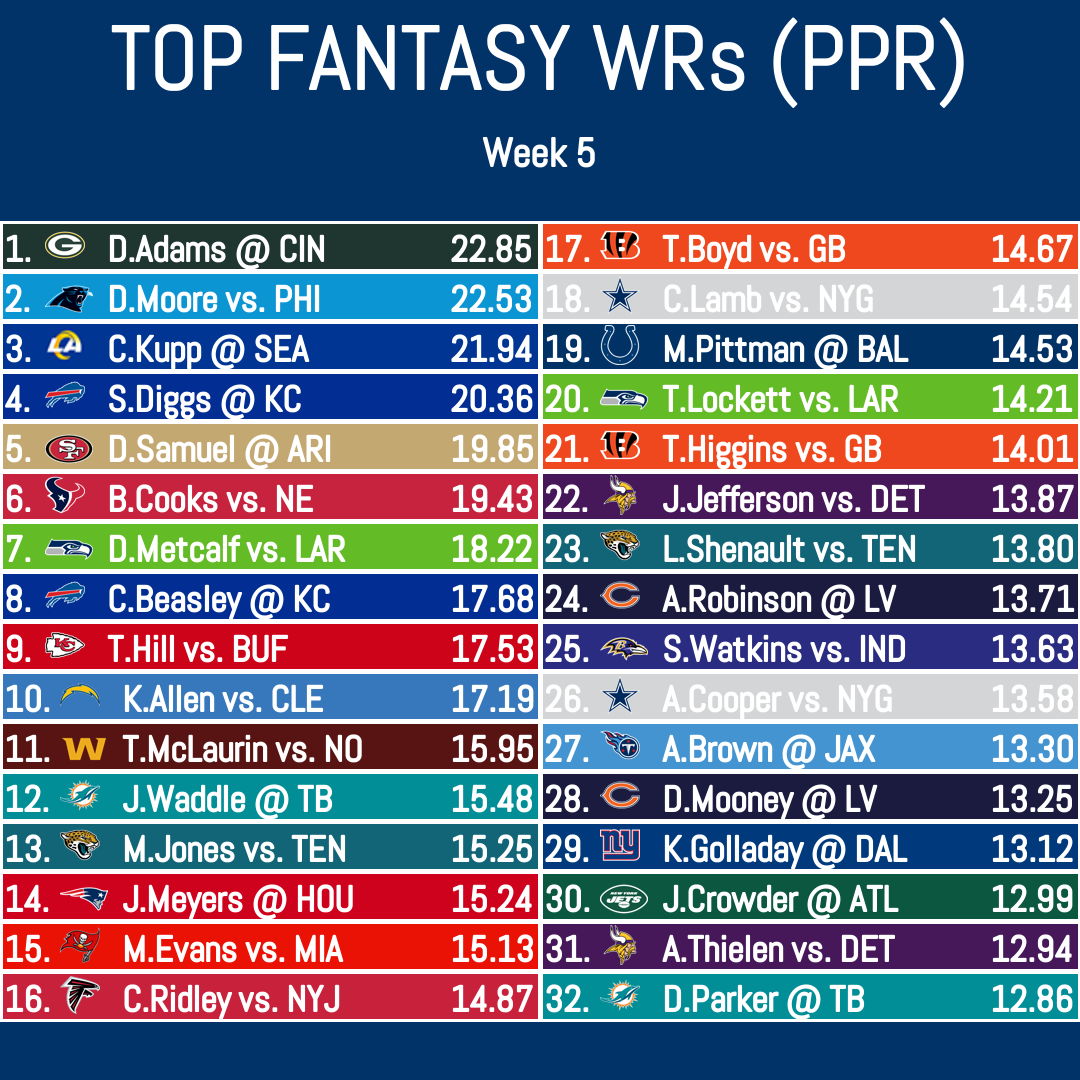 TOP FANTASY WRs (PPR)
Week 5
1. D.Adams @ CIN 22.85
2. D.Moore vs. PHI 22.53
3. C.Kupp @ SEA 21.94
4. S.Diggs @ KC 20.36
5. D.Samuel @ ARI 19.85
6. B.Cooks vs. NE 19.43
7. D.Metcalf vs. LAR 18.22
8. C.Beasley @ KC 17.68
9. T.Hill vs. BUF 17.53
10. K.Allen vs. CLE 17.19
11. T.McLaurin vs. NO 15.95
12. J.Waddle @ TB 15.48
13. M.Jones vs. TEN 15.25
14. J.Meyers @ HOU 15.24
15. M.Evans vs. MIA 15.13
16. C.Ridley vs. NYJ 14.87
17. T.Boyd vs. GB 14.67
18. C.Lamb vs. NYG 14.54
19. M.Pittman @ BAL 14.53
20. T.Lockett vs. LAR 14.21
21. T.Higgins vs. GB 14.01
22. J.Jefferson vs. DET 13.87
23. L.Shenault vs. TEN 13.80
24. A.Robinson @ LV 13.71
25. S.Watkins vs. IND 13.63
26. A.Cooper vs. NYG 13.58
27. A.Brown @ JAX 13.30
28. D.Mooney @ LV 13.25
29. K.Golladay @ DAL 13.12
30. J.Crowder @ ATL 12.99
31. A.Thielen vs. DET 12.94
32. D.Parker @ TB 12.86